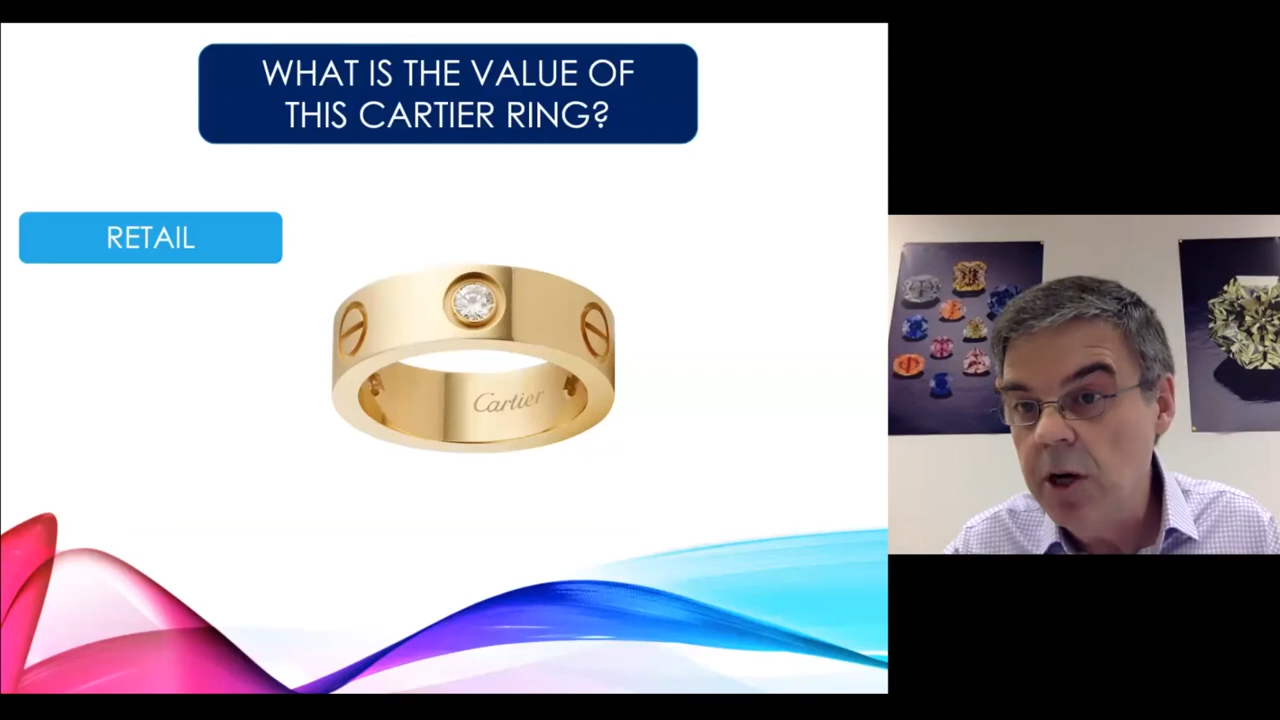 WHAT IS THE VALUE OF
THIS CARTIER RING?
RETAIL
Cartier